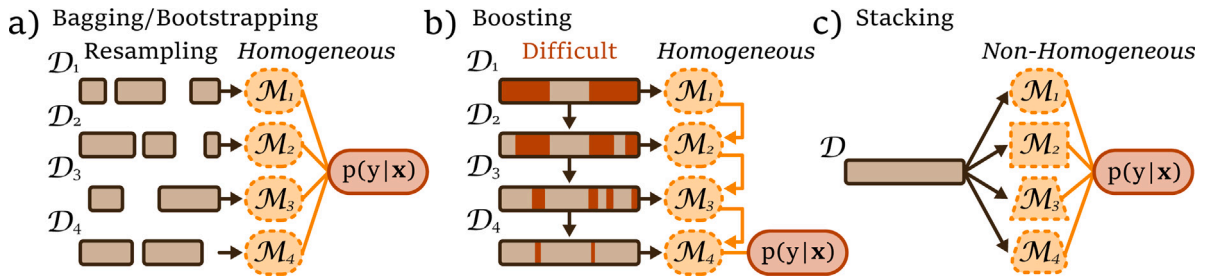 a) Bagging/Bootstrapping
Resampling Homogeneous
𝒟₁
ℳ₁
𝒟₂
ℳ₂
𝒟₃
p(y|x)
ℳ₃
𝒟₄
ℳ₄
b) Boosting
Difficult Homogeneous
𝒟₁
ℳ₁
𝒟₂
ℳ₂
𝒟₃
ℳ₃
𝒟₄
ℳ₄ p(y|x)
c) Stacking
Non-Homogeneous
ℳ₁
ℳ₂
𝒟
p(y|x)
ℳ₃
ℳ₄